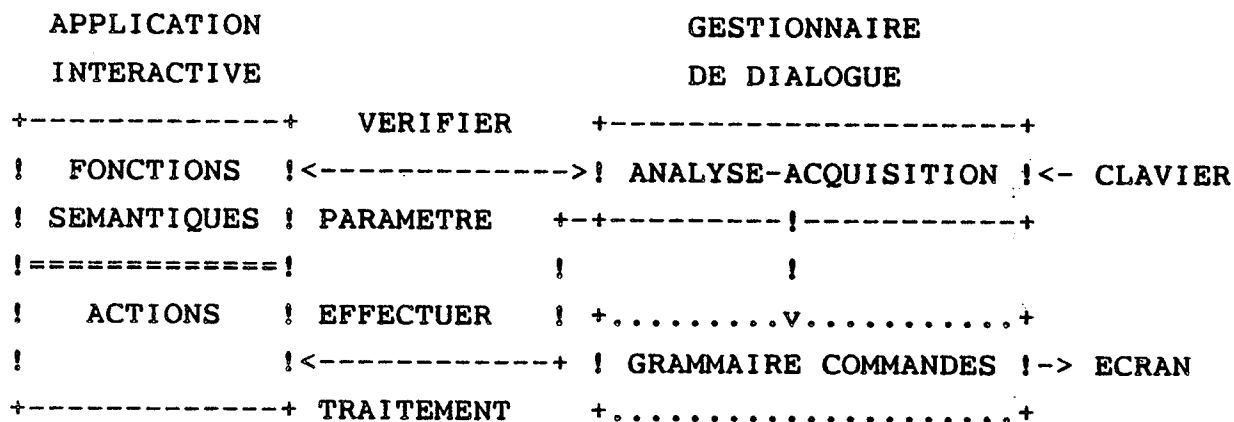 APPLICATION GESTIONNAIRE
INTERACTIVE DE DIALOGUE
+-------------+ VERIFIER +---------------------+
! FONCTIONS !<------------->! ANALYSE-ACQUISITION !<- CLAVIER
! SEMANTIQUES ! PARAMETRE +-+---------!-----------+
!=============! ! !
! ACTIONS ! EFFECTUER ! +.........v...........+
! !<------------+ ! GRAMMAIRE COMMANDES !-> ECRAN
+-------------+ TRAITEMENT +.....................+